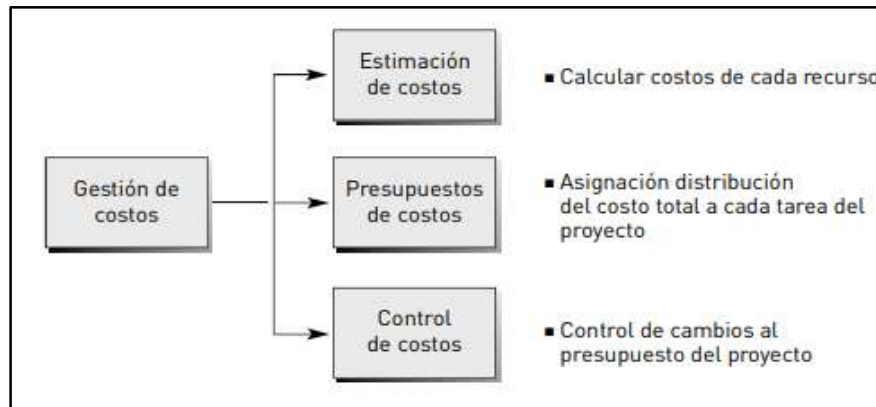 Estimación
de costos
■ Calcular costos de cada recurso
Gestión de
costos
Presupuestos
de costos
■ Asignación distribución
del costo total a cada tarea del
proyecto
Control
de costos
■ Control de cambios al
presupuesto del proyecto